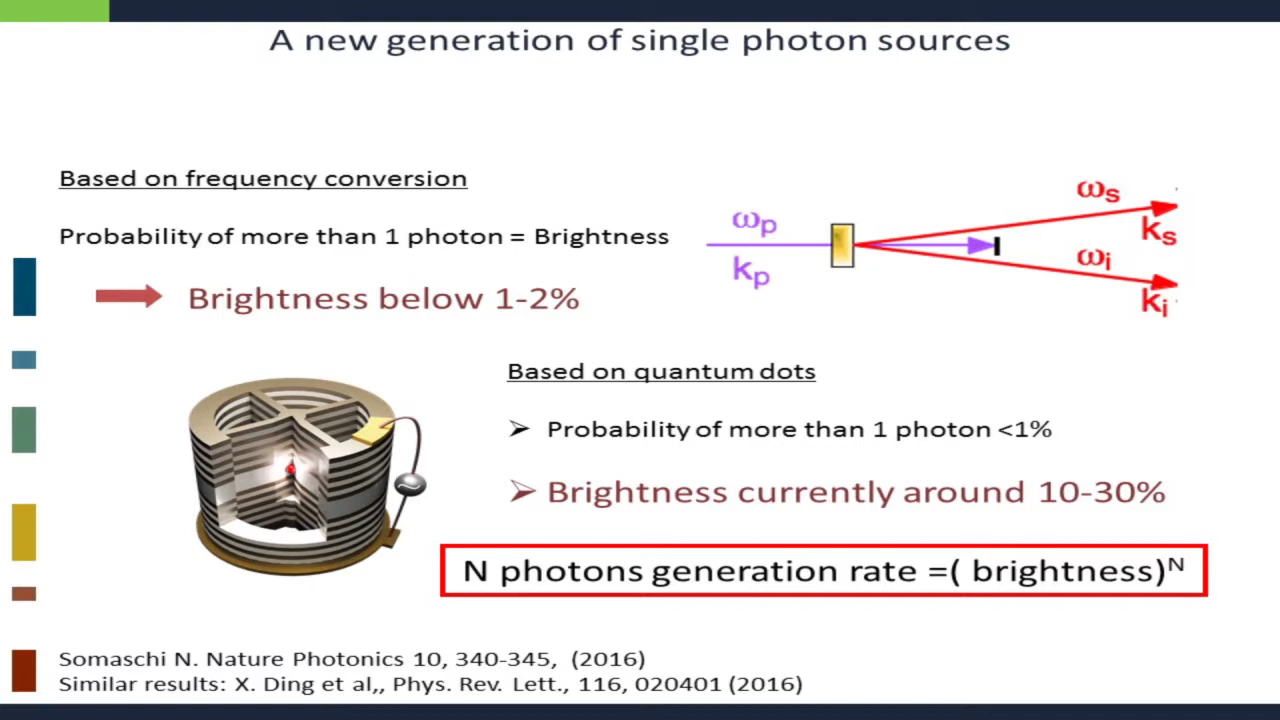 A new generation of single photon sources
Based on frequency conversion
Probability of more than 1 photon = Brightness
Brightness below 1-2%
ωp
kp
ωs
ks
ωi
ki
Based on quantum dots
Probability of more than 1 photon <1%
Brightness currently around 10-30%
N photons generation rate =( brightness)ᴺ
Somaschi N. Nature Photonics 10, 340-345, (2016)
Similar results: X. Ding et al,, Phys. Rev. Lett., 116, 020401 (2016)